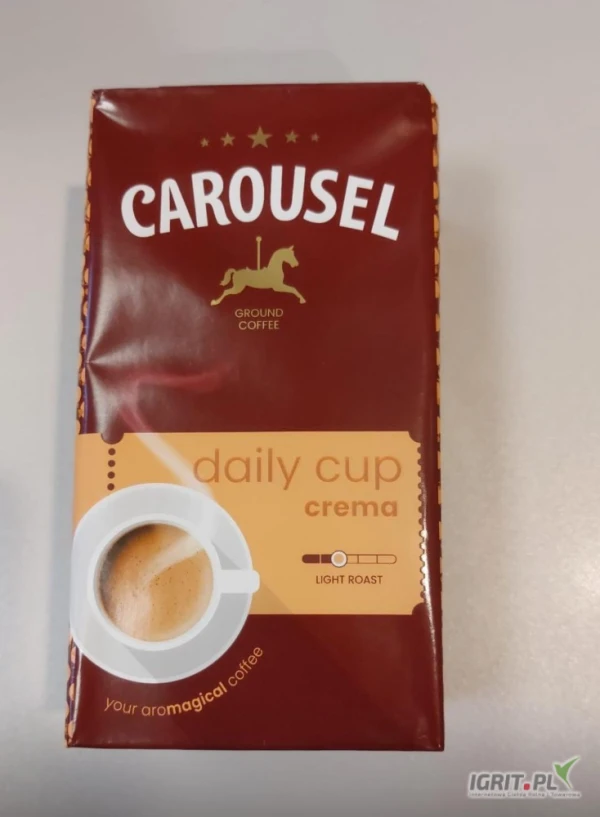 CAROUSEL
GROUND
COFFEE
daily cup
crema
LIGHT ROAST
your aromagical coffee
IGRIT.PL